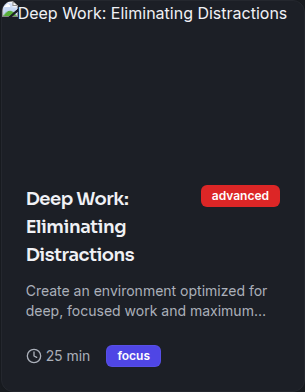 Deep Work: Eliminating Distractions
Deep Work:
Eliminating
Distractions
advanced
Create an environment optimized for
deep, focused work and maximum...
25 min
focus